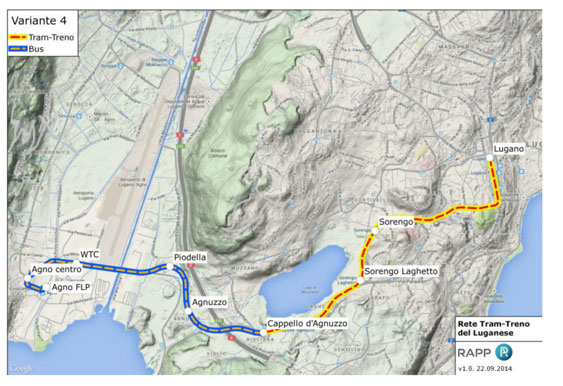 Variante 4
Tram-Treno
Bus
Lugano
Sorengo
WTC
Piodella
Agno centro
Sorengo Laghetto
Agno FLP
Agnuzzo
Cappello d'Agnuzzo
Rete Tram-Treno
del Luganese
RAPP
v1.0, 22.09.2014
Google